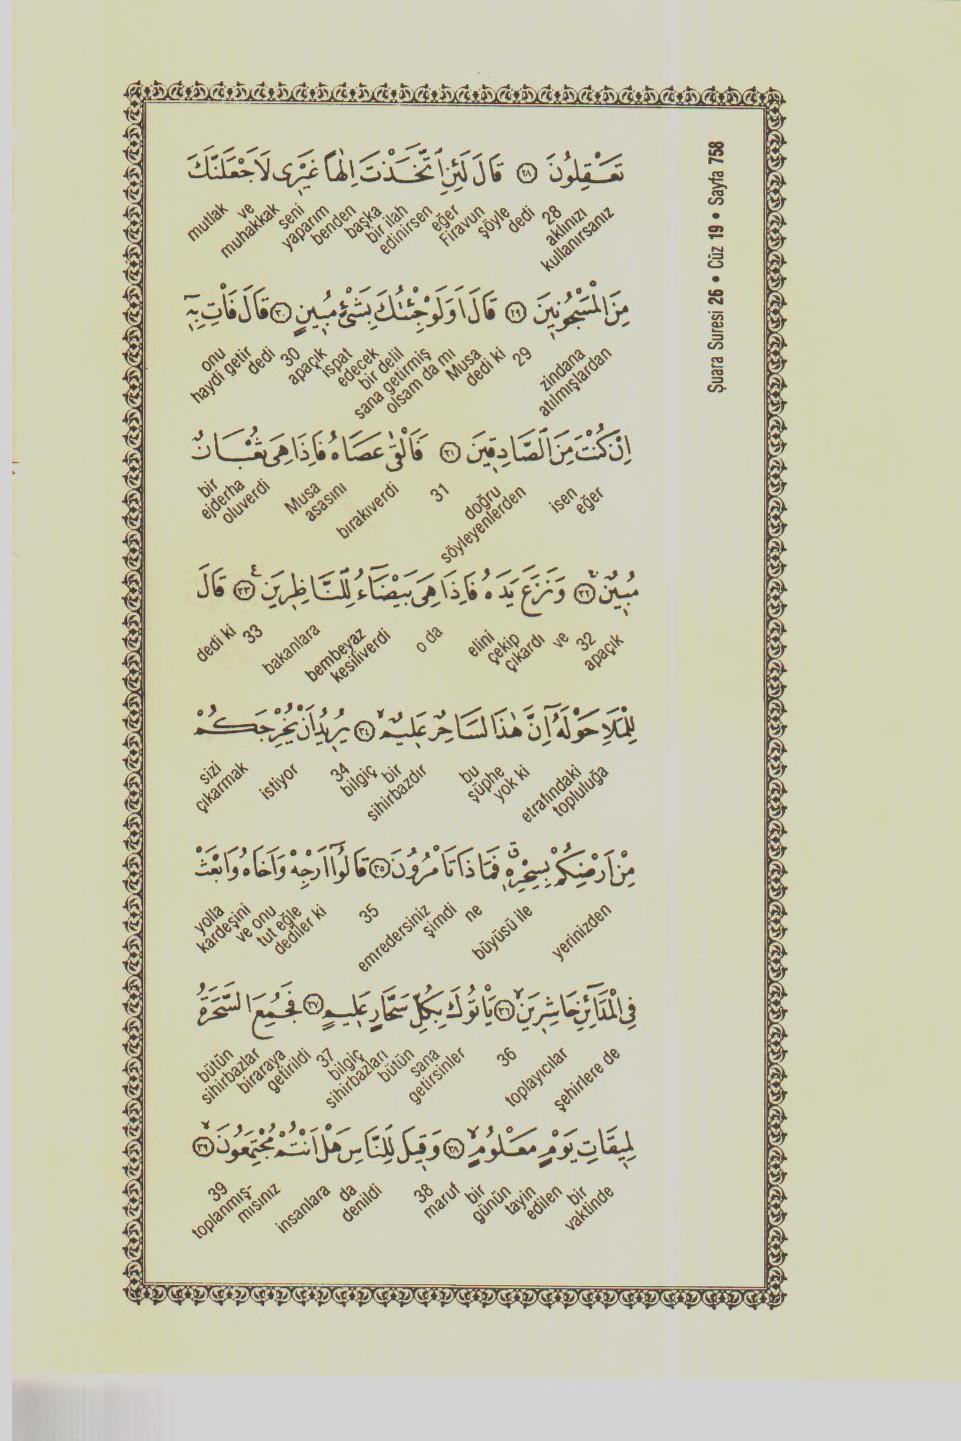 Şuara Suresi 26 • Cüz 19 • Sayfa 758
تَعْقِلُونَ ﴿٢٨﴾ قَالَ لَئِنِ اتَّخَذْتَ اِلٰهًا غَيْرِى لَاَجْعَلَنَّكَ
aklınızı kullanırsanız 28 şöyle dedi Firavun eğer edinirsen bir ilah başka benden yaparım seni ve muhakkak mutlak
مِنَ الْمَسْجُونِينَ ﴿٢٩﴾ قَالَ اَوَلَوْ جِئْتُكَ بِشَىْءٍ مُبِينٍ ﴿٣٠﴾ قَالَ فَأْتِ بِهِٓ
zindana atılmışlardan 29 Musa dedi ki sana getirmiş olsam da mı ispat edecek bir delil apaçık 30 dedi haydi getir onu
اِنْ كُنْتَ مِنَ الصَّادِقِينَ ﴿٣١﴾ فَاَلْقٰى عَصَاهُ فَاِذَا هِىَ ثُعْبَانٌ
eğer isen doğru söyleyenlerden 31 bırakıverdi Musa asasını oluverdi bir ejderha
مُبِينٌ ﴿٣٢﴾ وَنَزَعَ يَدَهُ فَاِذَا هِىَ بَيْضَٓاءُ لِلنَّاظِرِينَ ﴿٣٣﴾ قَالَ
apaçık 32 ve çekip çıkardı elini o da bembeyaz kesiliverdi bakanlara 33 dedi ki
لِلْمَلَاِ حَوْلَهُٓ اِنَّ هٰذَا لَسَاحِرٌ عَلِيمٌ ﴿٣٤﴾ يُرِيدُ اَنْ يُخْرِجَكُمْ
etrafındaki topluluğa şüphe yok ki bu bir sihirbazdır bilgiç 34 istiyor sizi çıkarmak
مِنْ اَرْضِكُمْ بِسِحْرِهِ فَمَاذَا تَأْمُرُونَ ﴿٣٥﴾ قَالُٓوا اَرْجِهْ وَاَخَاهُ وَابْعَثْ
yerinizden büyüsü ile ne şimdi emredersiniz 35 dediler ki tut eğle ve onu kardeşini yolla
فِى الْمَدَٓائِنِ حَاشِرِينَ ﴿٣٦﴾ يَأْتُوكَ بِكُلِّ سَحَّارٍ عَلِيمٍ ﴿٣٧﴾ فَجُمِعَ السَّحَرَةُ
şehirlere de toplayıcılar 36 sana getirsinler bütün sihirbazları bilgiç 37 biraraya getirildi bütün sihirbazlar
لِمِيقَاتِ يَوْمٍ مَعْلُومٍ ﴿٣٨﴾ وَقِيلَ لِلنَّاسِ هَلْ اَنْتُمْ مُجْتَمِعُونَ ﴿٣٩﴾
bir vaktinde tayin edilen bir günün maruf 38 da denildi insanlara toplanmış- mısınız 39